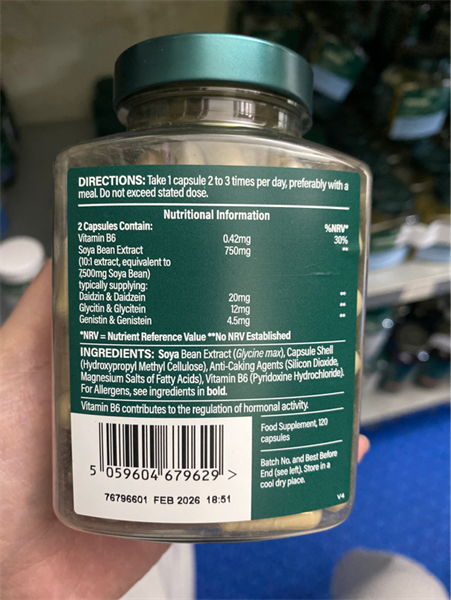 DIRECTIONS: Take 1 capsule 2 to 3 times per day, preferably with a
meal. Do not exceed stated dose.
Nutritional Information
2 Capsules Contain: %NRV**
Vitamin B6 0.42mg 30%
Soya Bean Extract 750mg **
(10:1 extract, equivalent to
7,500mg Soya Bean)
typically supplying:
Daidzin & Daidzein 20mg **
Glycitin & Glycitein 12mg **
Genistin & Genistein 4.5mg **
*NRV = Nutrient Reference Value **No NRV Established
INGREDIENTS: Soya Bean Extract (Glycine max), Capsule Shell
(Hydroxypropyl Methyl Cellulose), Anti-Caking Agents (Silicon Dioxide,
Magnesium Salts of Fatty Acids), Vitamin B6 (Pyridoxine Hydrochloride).
For Allergens, see ingredients in bold.
Vitamin B6 contributes to the regulation of hormonal activity.
Food Supplement, 120
capsules
Batch No. and Best Before
End (see left). Store in a
cool dry place.
V4
5 059604 679629 >
76796601 FEB 2026 18:51